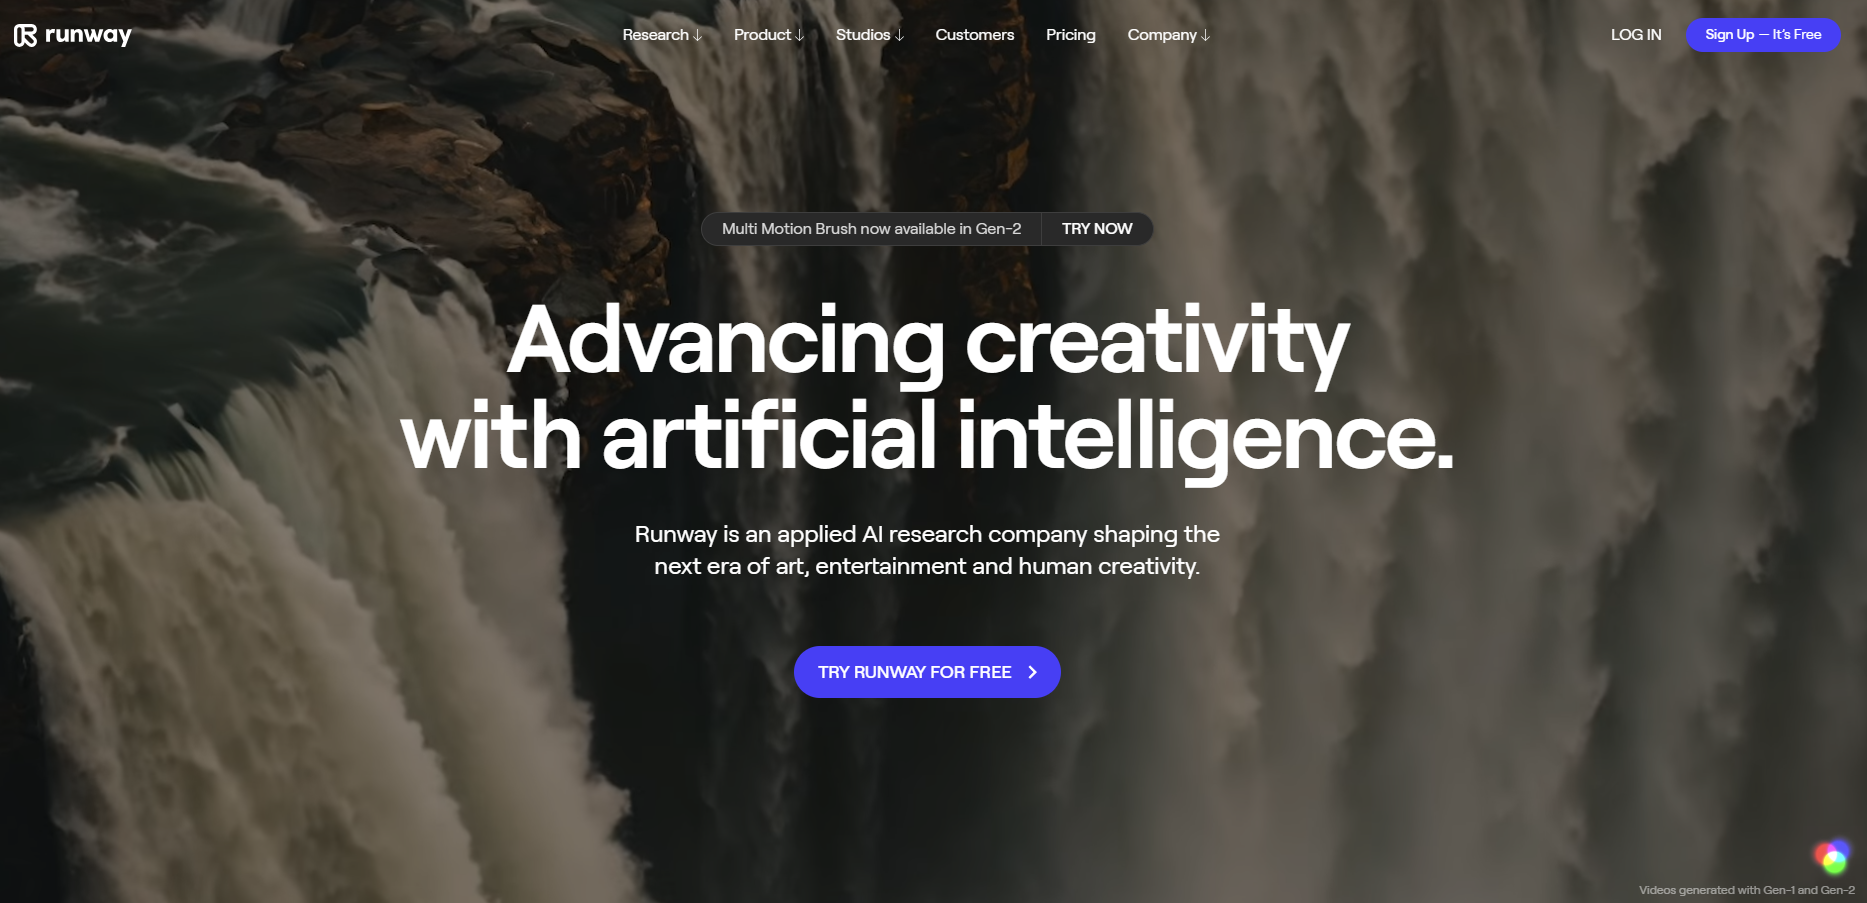 runway
Research ↓ Product ↓ Studios ↓ Customers Pricing Company ↓
LOG IN
Sign Up — It's Free
Multi Motion Brush now available in Gen-2
TRY NOW
Advancing creativity
with artificial intelligence.
Runway is an applied AI research company shaping the
next era of art, entertainment and human creativity.
TRY RUNWAY FOR FREE
Videos generated with Gen-1 and Gen-2